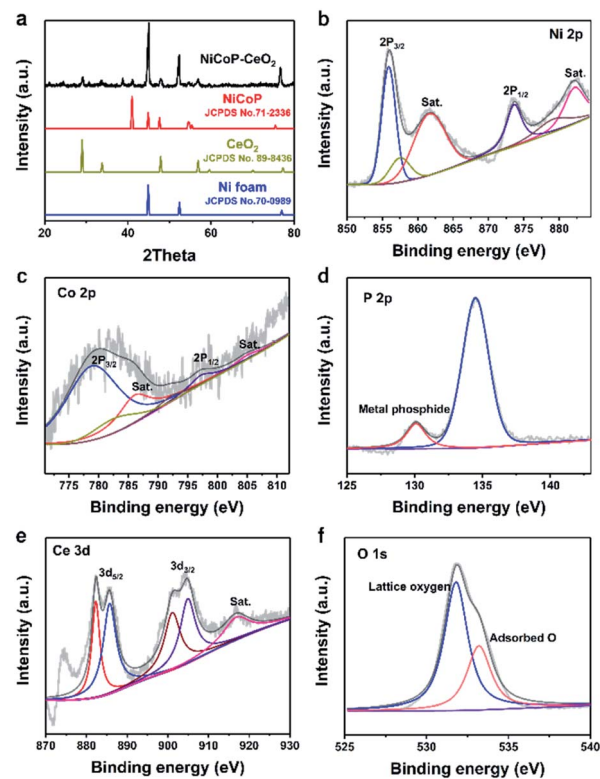 a
Intensity (a.u.)
NiCoP-CeO₂
NiCoP
JCPDS No.71-2336
CeO₂
JCPDS No. 89-8436
Ni foam
JCPDS No.70-0989
20 40 60 80
2Theta
b
Ni 2p
Intensity (a.u.)
2P₃/₂
Sat.
2P₁/₂
Sat.
850 855 860 865 870 875 880
Binding energy (eV)
c
Co 2p
Intensity (a.u.)
2P₃/₂
Sat.
2P₁/₂
Sat.
775 780 785 790 795 800 805 810
Binding energy (eV)
d
P 2p
Intensity (a.u.)
Metal phosphide
125 130 135 140
Binding energy (eV)
e
Ce 3d
Intensity (a.u.)
3d₅/₂
3d₃/₂
Sat.
870 880 890 900 910 920 930
Binding energy (eV)
f
O 1s
Intensity (a.u.)
Lattice oxygen
Adsorbed O
525 530 535 540
Binding energy (eV)